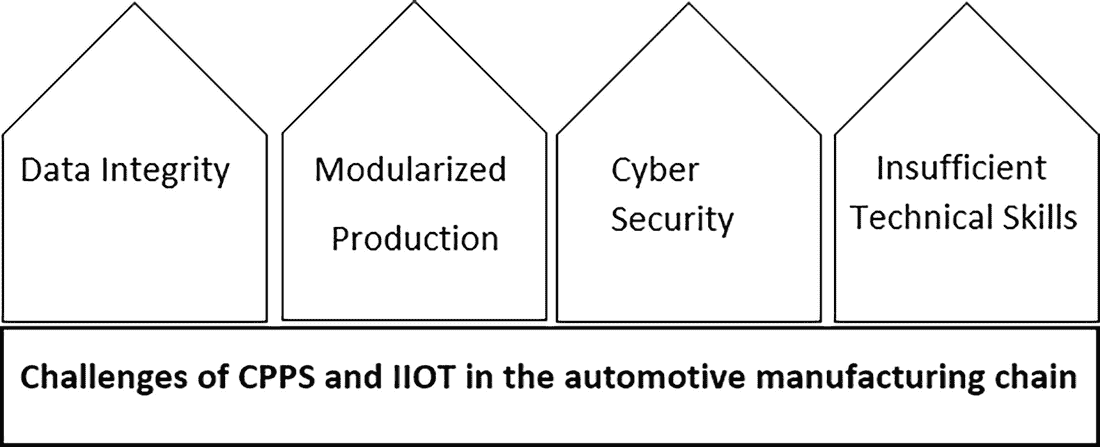 Data Integrity
Modularized
Production
Cyber
Security
Insufficient
Technical Skills
Challenges of CPPS and IIOT in the automotive manufacturing chain